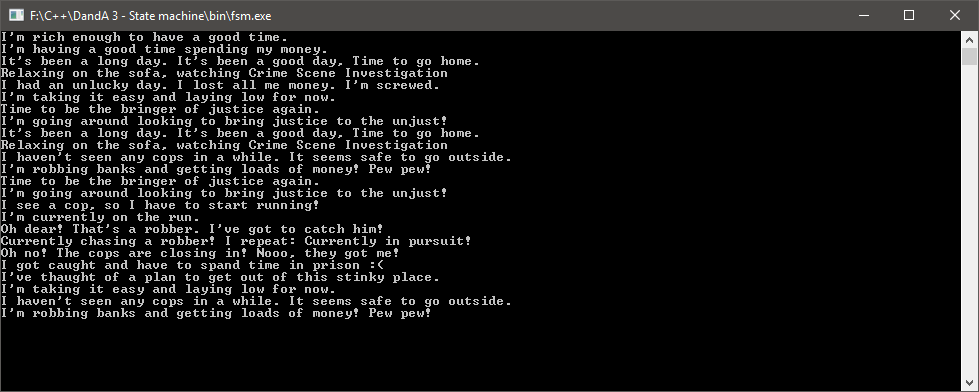 F:\C++\DandA 3 - State machine\bin\fsm.exe
I'm rich enough to have a good time.
I'm having a good time spending my money.
It's been a long day. It's been a good day, Time to go home.
Relaxing on the sofa, watching Crime Scene Investigation
I had an unlucky day. I lost all me money. I'm screwed.
I'm taking it easy and laying low for now.
Time to be the bringer of justice again.
I'm going around looking to bring justice to the unjust!
It's been a long day. It's been a good day, Time to go home.
Relaxing on the sofa, watching Crime Scene Investigation
I haven't seen any cops in a while. It seems safe to go outside.
I'm robbing banks and getting loads of money! Pew pew!
Time to be the bringer of justice again.
I'm going around looking to bring justice to the unjust!
I see a cop, so I have to start running!
I'm currently on the run.
Oh dear! That's a robber. I've got to catch him!
Currently chasing a robber! I repeat: Currently in pursuit!
Oh no! The cops are closing in! Nooo, they got me!
I got caught and have to spand time in prison :(
I've thaught of a plan to get out of this stinky place.
I'm taking it easy and laying low for now.
I haven't seen any cops in a while. It seems safe to go outside.
I'm robbing banks and getting loads of money! Pew pew!